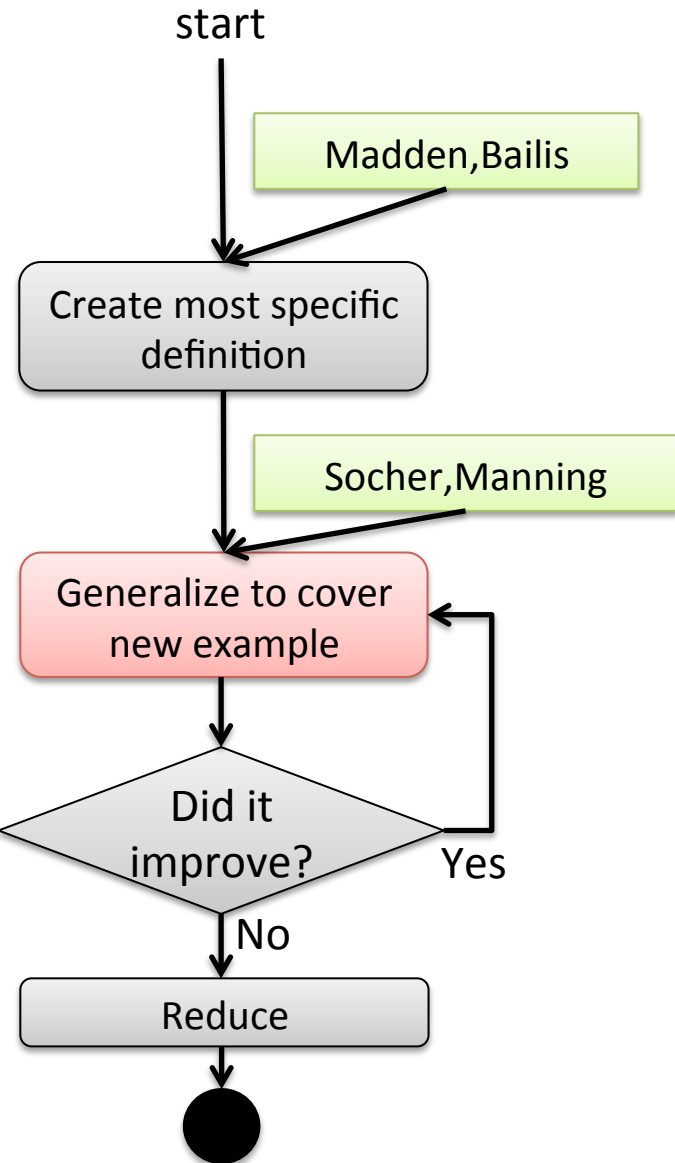 start
Madden,Bailis
Create most specific
definition
Socher,Manning
Generalize to cover
new example
Did it
improve?
Yes
No
Reduce